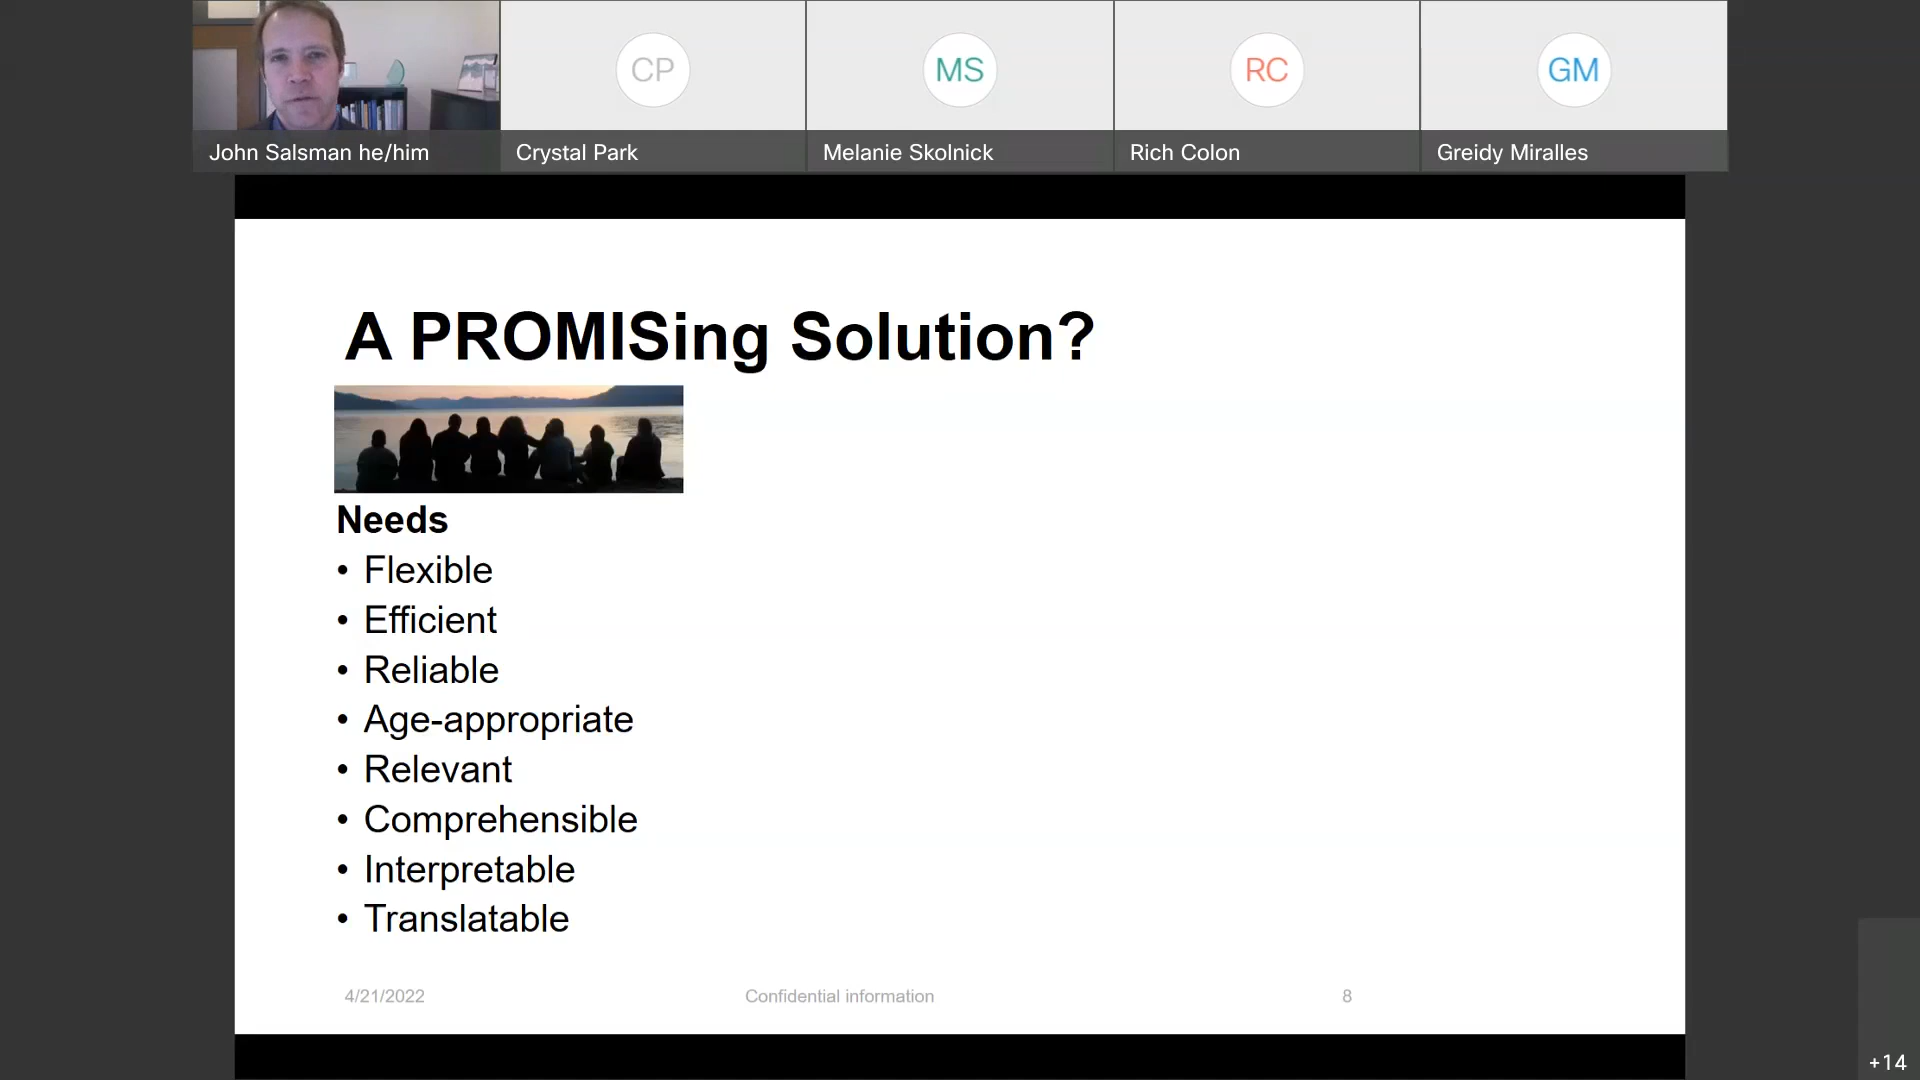 CP
MS
RC
GM
John Salsman he/him
Crystal Park
Melanie Skolnick
Rich Colon
Greidy Miralles
A PROMISing Solution?
Needs
• Flexible
• Efficient
• Reliable
• Age-appropriate
• Relevant
• Comprehensible
• Interpretable
• Translatable
4/21/2022
Confidential information
8
+14